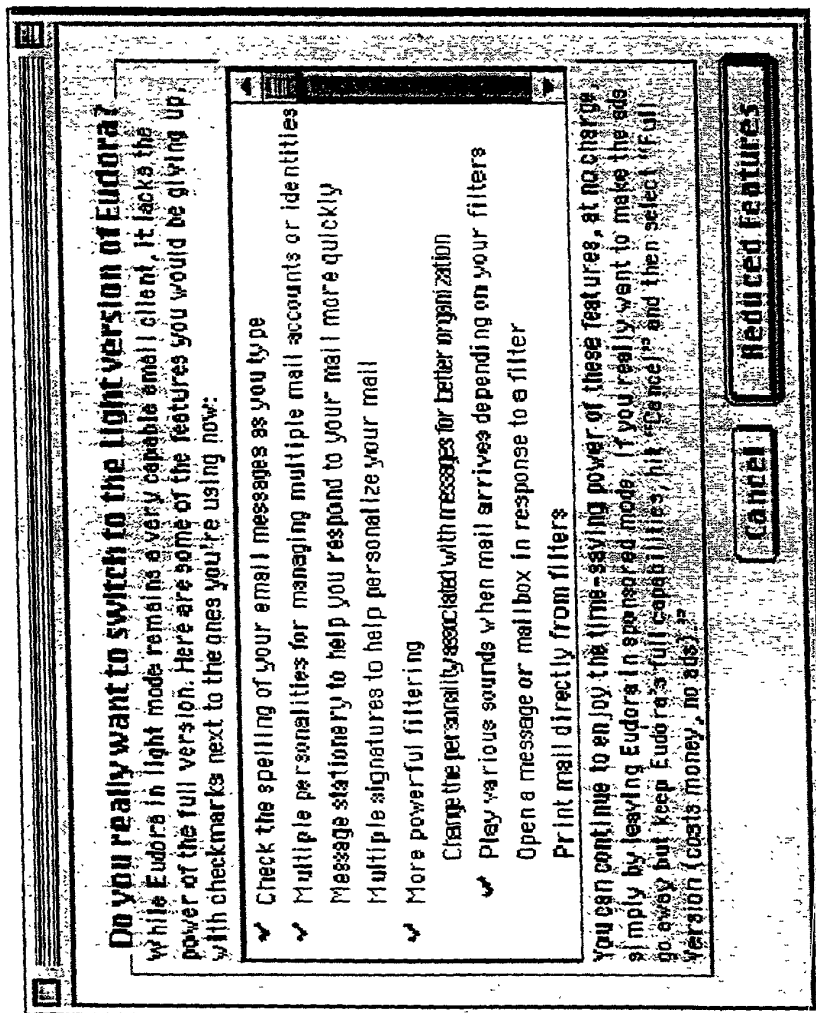 Do you really want to switch to the Light version of Eudora?
While Eudora in light mode remains a very capable email client, it lacks the
power of the full version. Here are some of the features you would be giving up,
with checkmarks next to the ones you're using now:
✓ Check the spelling of your email messages as you type
✓ Multiple personalities for managing multiple mail accounts or identities
Message stationery to help you respond to your mail more quickly
Multiple signatures to help personalize your mail
✓ More powerful filtering
Change the personality associated with messages for better organization
✓ Play various sounds when mail arrives depending on your filters
Open a message or mailbox in response to a filter
Print mail directly from filters
You can continue to enjoy the time-saving power of these features, at no charge,
simply by leaving Eudora in sponsored mode. If you really want to make the ads
go away but keep Eudora's full capabilities, hit "Cancel" and then select "Full
Version (costs money, no ads)."
Cancel
Reduced Features